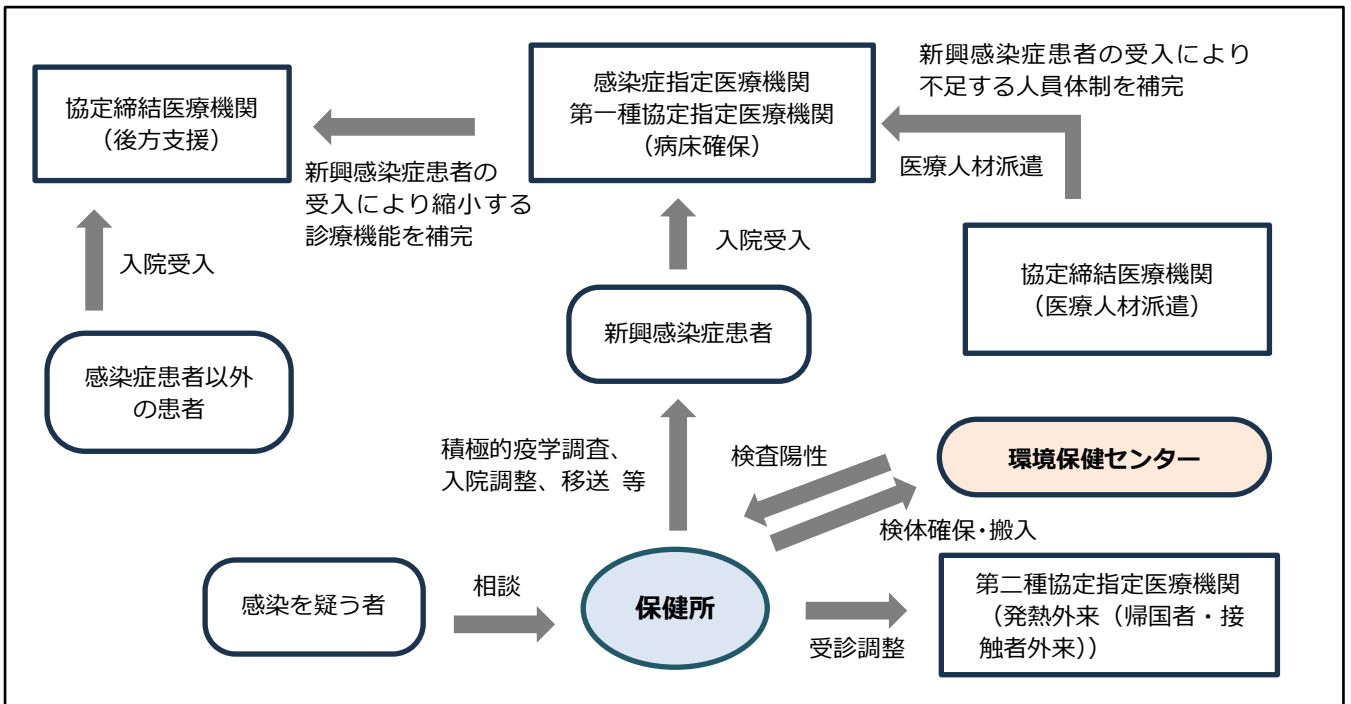 協定締結医療機関
（後方支援）
感染症指定医療機関
第一種協定指定医療機関
（病床確保）
新興感染症患者の受入により
不足する人員体制を補完
医療人材派遣
新興感染症患者の
受入により縮小する
診療機能を補完
入院受入
入院受入
協定締結医療機関
（医療人材派遣）
新興感染症患者
感染症患者以外
の患者
積極的疫学調査、
入院調整、移送 等
検査陽性
環境保健センター
検体確保・搬入
感染を疑う者
相談
保健所
受診調整
第二種協定指定医療機関
（発熱外来（帰国者・接
触者外来））